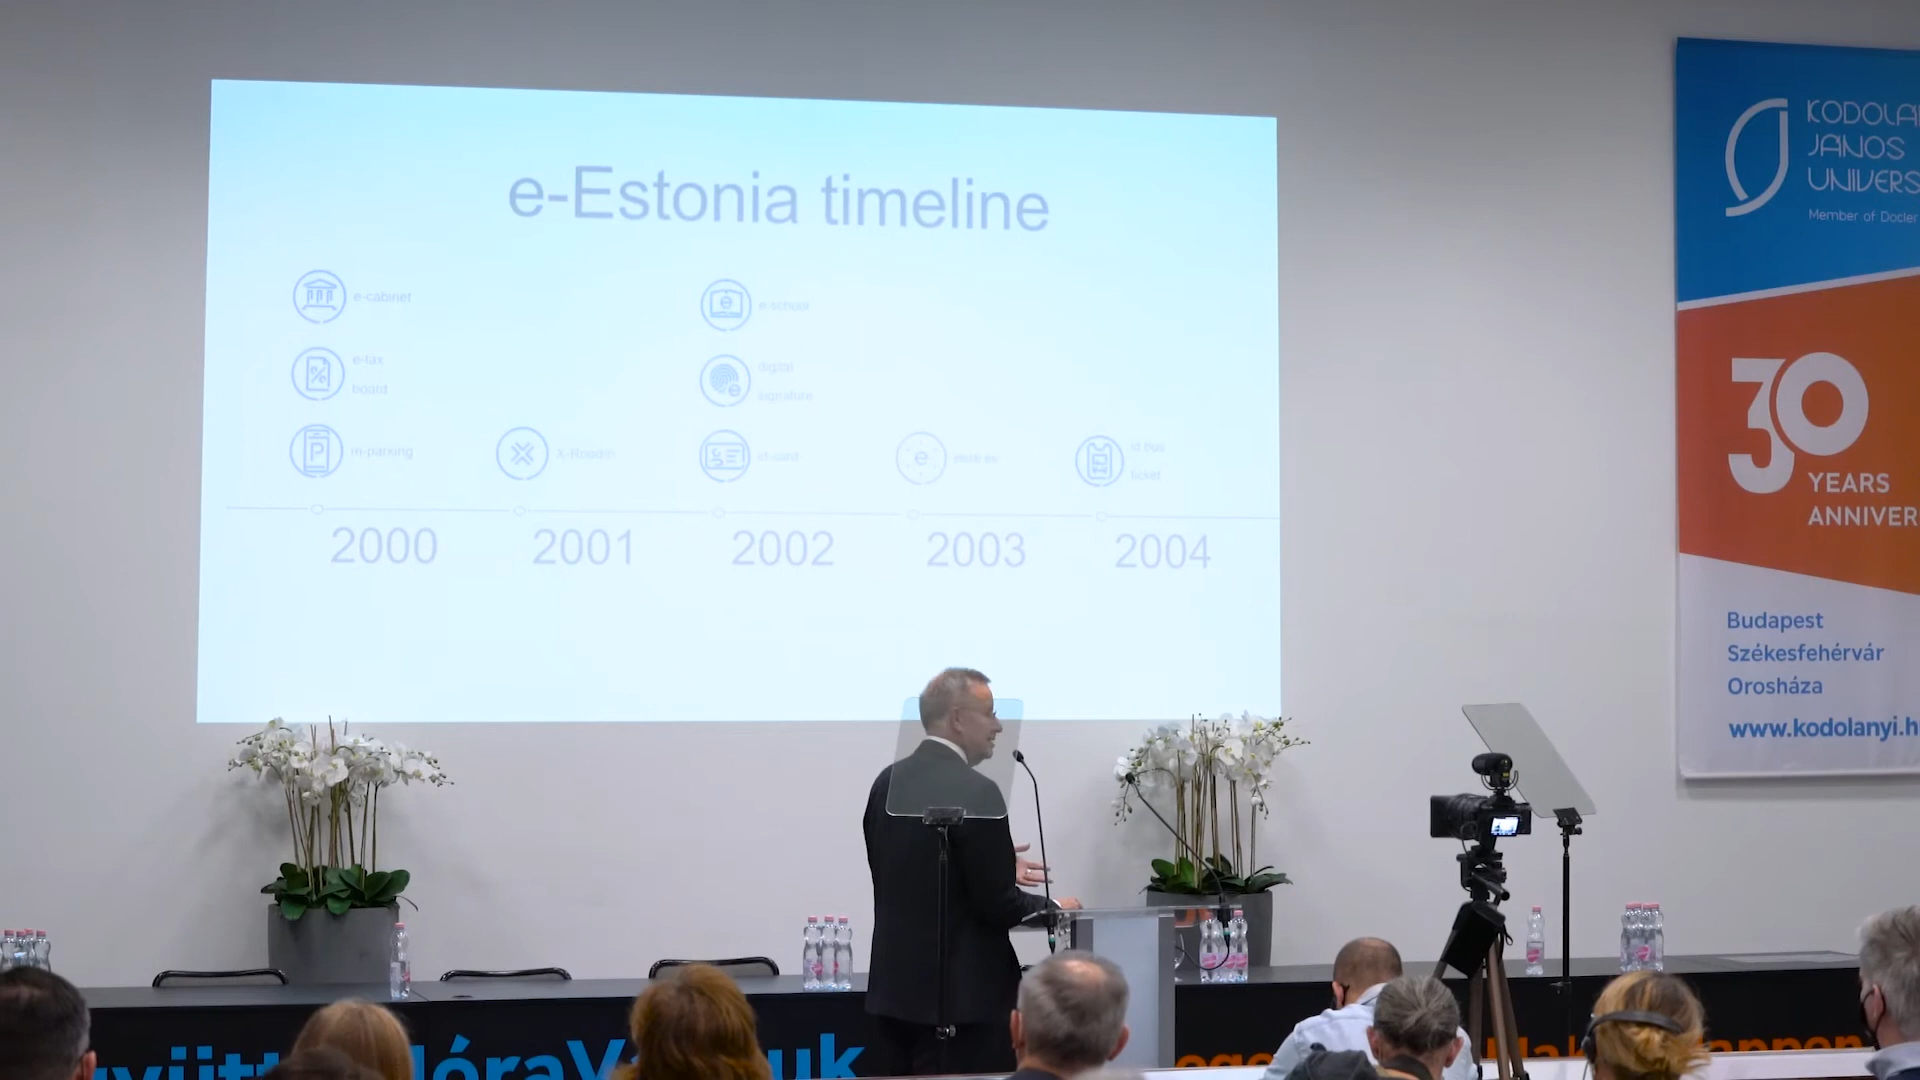 e-Estonia timeline
e-cabinet
e-tax
board
m-parking
X-Road®
e-school
digital
signature
id-card
id bus
ticket
2000
2001
2002
2003
2004
KODOLÁ
JÁNOS
UNIVERS
Member of Docler
30
YEARS
ANNIVER
Budapest
Székesfehérvár
Orosháza
www.kodolanyi.h